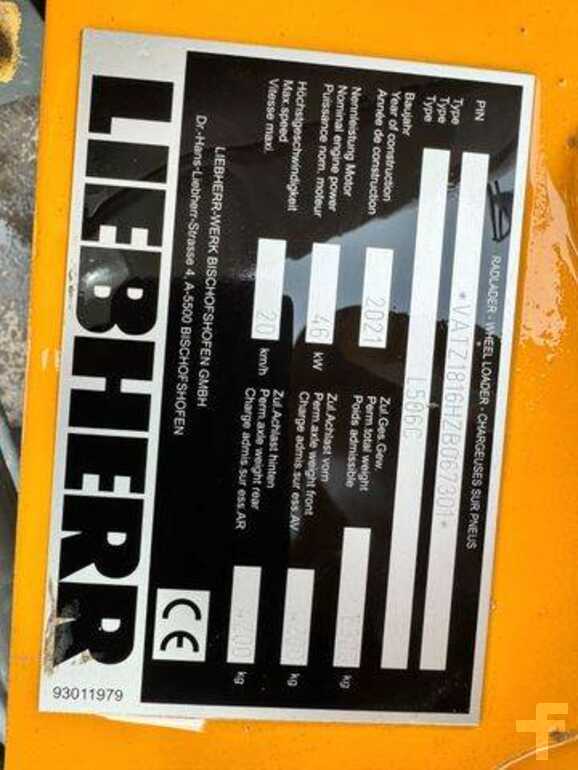 RADLADER - WHEEL LOADER - CHARGEUSES SUR PNEUS
PIN *VATZ1816HZB067301*
Type
Type
Type L506C
Baujahr
Year of construction
Année de construction 2021
Nennleistung Motor
Nominal engine power
Puissance nom. moteur 46 kW
Höchstgeschwindigkeit
Max.speed
Vitesse maxi. 20 km/h
Zul.Ges.Gew.
Perm.total weight
Poids admissible kg
Zul.Achlast vorn
Perm.axle weight front
Charge admis.sur ess.AV kg
Zul.Achlast hinten
Perm.axle weight rear
Charge admis.sur ess.AR kg
LIEBHERR-WERK BISCHOFSHOFEN GMBH
Dr.-Hans-Liebherr-Strasse 4, A-5500 BISCHOFSHOFEN
CE
LIEBHERR
93011979